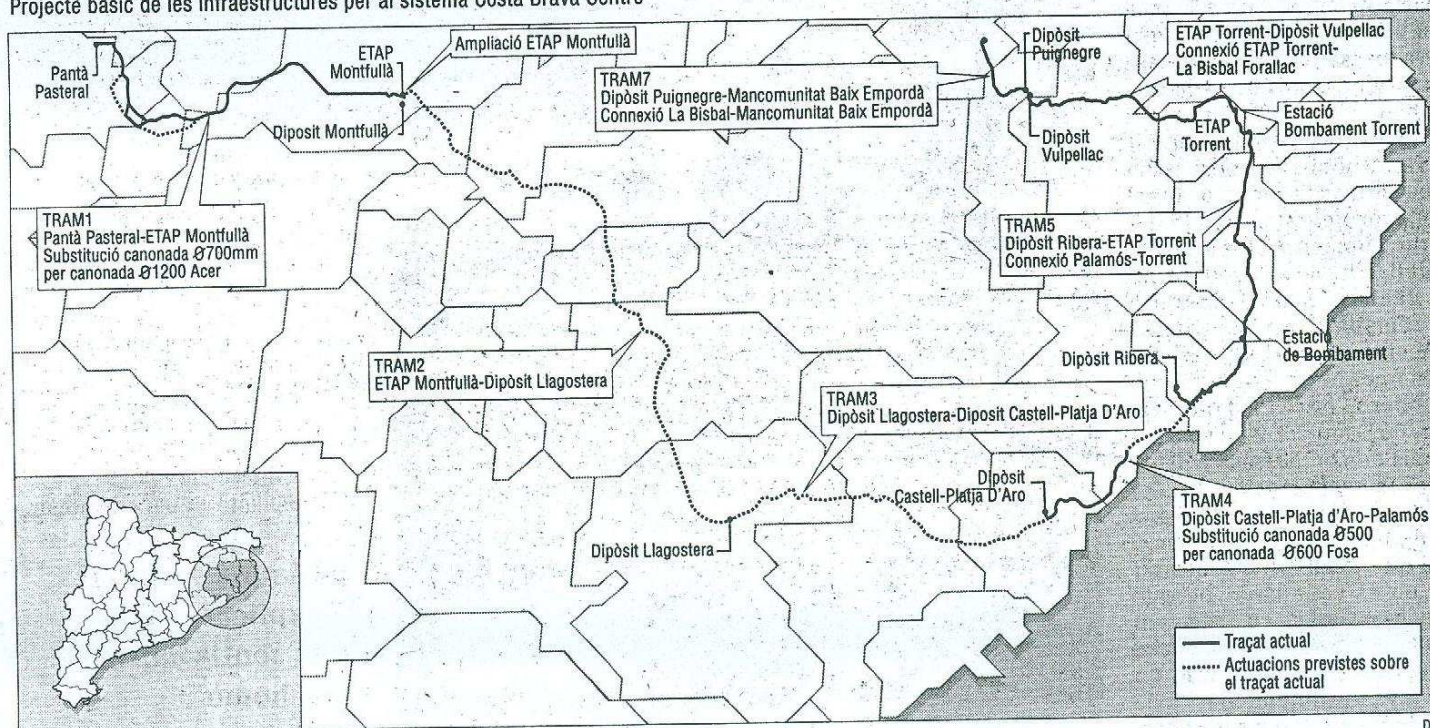 Projecte bàsic de les infraestructures per al sistema Costa Brava Centre
Pantà
Pasteral
ETAP
Montfullà
Ampliació ETAP Montfullà
Diposit Montfullà
TRAM7
Dipòsit Puignegre-Mancomunitat Baix Empordà
Connexió La Bisbal-Mancomunitat Baix Empordà
Dipòsit
Puignegre
ETAP Torrent-Dipòsit Vulpellac
Connexió ETAP Torrent-
La Bisbal Forallac
Dipòsit
Vulpellac
ETAP
Torrent
Estació
Bombament Torrent
TRAM1
Pantà Pasteral-ETAP Montfullà
Substitució canonada Ø700mm
per canonada Ø1200 Acer
TRAM5
Dipòsit Ribera-ETAP Torrent
Connexió Palamós-Torrent
TRAM2
ETAP Montfullà-Dipòsit Llagostera
Dipòsit Ribera
Estació
de Bombament
TRAM3
Dipòsit Llagostera-Diposit Castell-Platja D'Aro
Dipòsit
Castell-Platja D'Aro
TRAM4
Dipòsit Castell-Platja d'Aro-Palamós
Substitució canonada Ø500
per canonada Ø600 Fosa
Dipòsit Llagostera
Traçat actual
Actuacions previstes sobre
el traçat actual